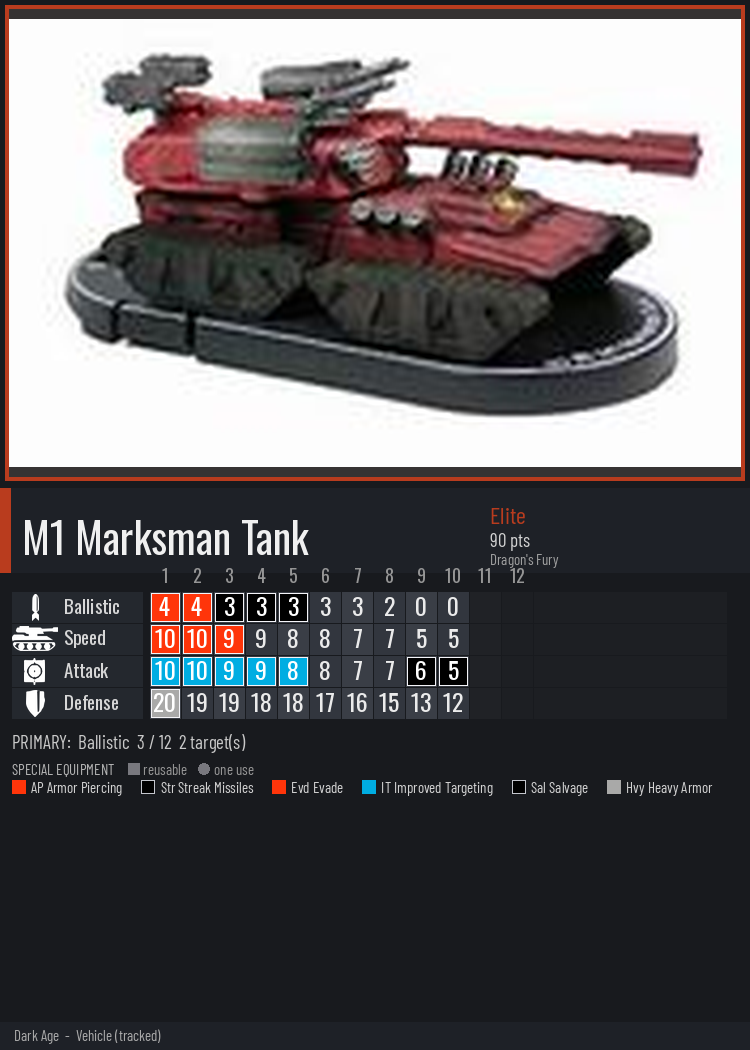 M1 Marksman Tank
Elite
90 pts
Dragon's Fury
1 2 3 4 5 6 7 8 9 10 11 12
Ballistic 4 4 3 3 3 3 3 2 0 0
Speed 10 10 9 9 8 8 7 7 5 5
Attack 10 10 9 9 8 8 7 7 6 5
Defense 20 19 19 18 18 17 16 15 13 12
PRIMARY: Ballistic 3 / 12 2 target(s)
SPECIAL EQUIPMENT reusable one use
AP Armor Piercing Str Streak Missiles Evd Evade IT Improved Targeting Sal Salvage Hvy Heavy Armor
Dark Age - Vehicle (tracked)